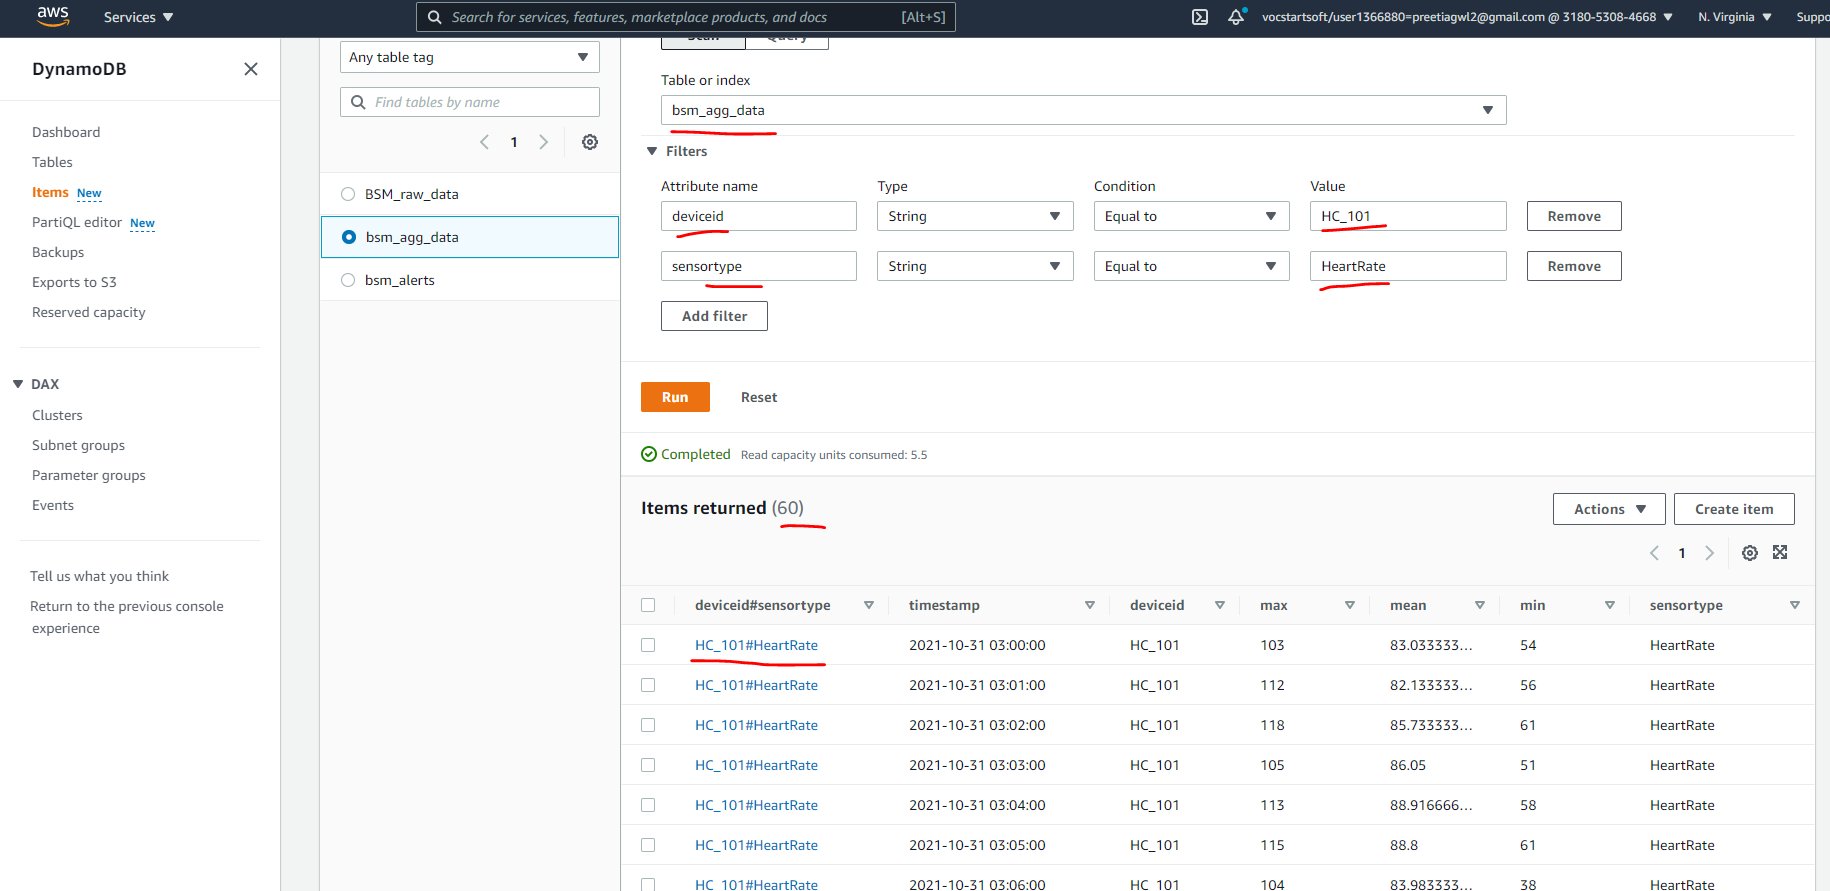 aws Services Search for services, features, marketplace products, and docs [Alt+S] vocstartsoft/user1366880=preetiagwl2@gmail.com @ 3180-5308-4668 N. Virginia Suppo
DynamoDB
Dashboard
Tables
Items New
PartiQL editor New
Backups
Exports to S3
Reserved capacity
DAX
Clusters
Subnet groups
Parameter groups
Events
Tell us what you think
Return to the previous console
experience
Any table tag
Find tables by name
1
BSM_raw_data
bsm_agg_data
bsm_alerts
Scan Query
Table or index
bsm_agg_data
Filters
Attribute name Type Condition Value
deviceid String Equal to HC_101 Remove
sensortype String Equal to HeartRate Remove
Add filter
Run Reset
Completed Read capacity units consumed: 5.5
Items returned (60) Actions Create item
1
deviceid#sensortype timestamp deviceid max mean min sensortype
HC_101#HeartRate 2021-10-31 03:00:00 HC_101 103 83.033333... 54 HeartRate
HC_101#HeartRate 2021-10-31 03:01:00 HC_101 112 82.133333... 56 HeartRate
HC_101#HeartRate 2021-10-31 03:02:00 HC_101 118 85.733333... 61 HeartRate
HC_101#HeartRate 2021-10-31 03:03:00 HC_101 105 86.05 51 HeartRate
HC_101#HeartRate 2021-10-31 03:04:00 HC_101 113 88.916666... 58 HeartRate
HC_101#HeartRate 2021-10-31 03:05:00 HC_101 115 88.8 61 HeartRate
HC_101#HeartRate 2021-10-31 03:06:00 HC_101 104 83.983333... 38 HeartRate